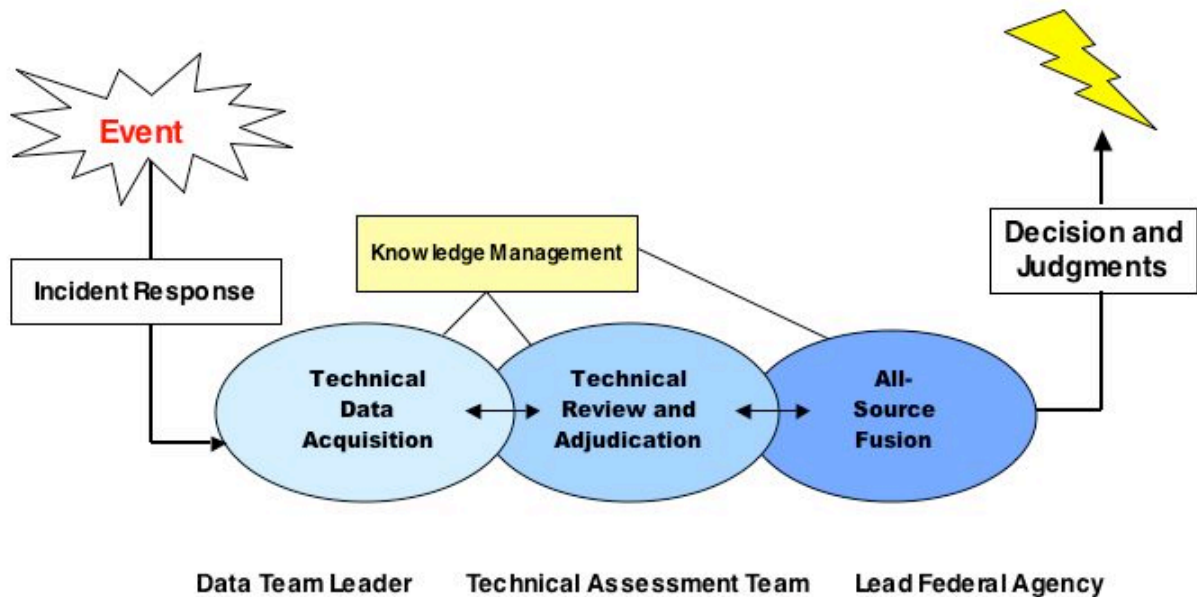 Event
Incident Response
Knowledge Management
Decision and
Judgments
Technical
Data
Acquisition
Technical
Review and
Adjudication
All-
Source
Fusion
Data Team Leader
Technical Assessment Team
Lead Federal Agency